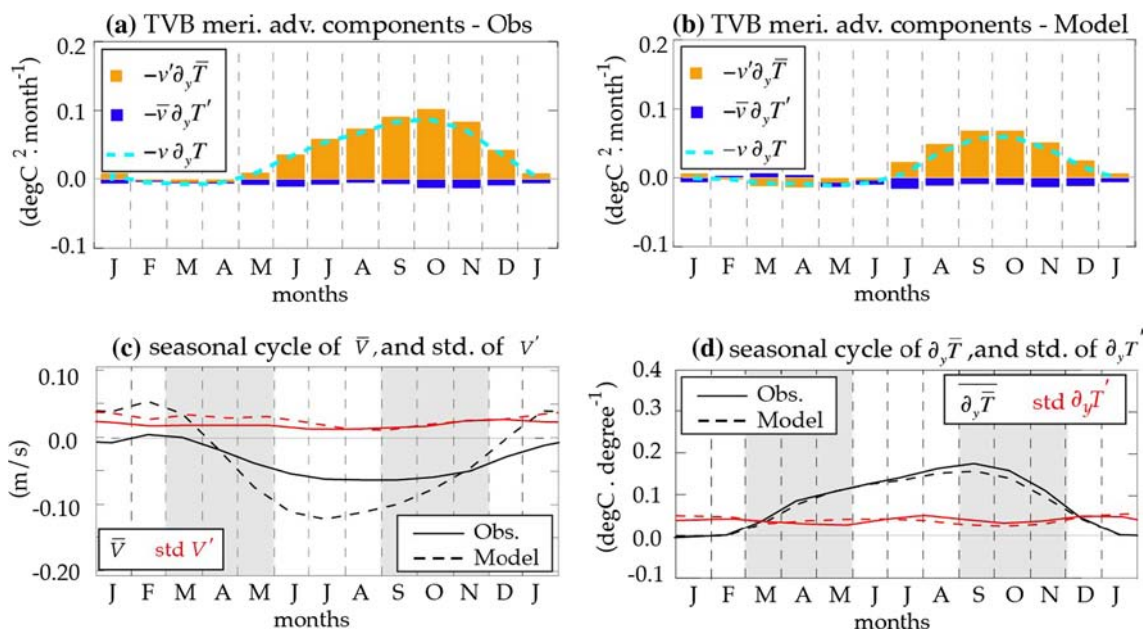 (a) TVB meri. adv. components - Obs
0.2
0.1
0.0
-0.1
(degC ². month⁻¹)
−v′∂yT̅
−v̅ ∂yT′
−v ∂yT
J F M A M J J A S O N D J
months
(b) TVB meri. adv. components - Model
0.2
0.1
0.0
-0.1
(degC ². month⁻¹)
−v′∂yT̅
−v̅ ∂yT′
−v ∂yT
J F M A M J J A S O N D J
months
(c) seasonal cycle of V̅, and std. of V′
0.10
0.0
-0.10
-0.20
(m / s)
V̅ std V′
Obs.
Model
J F M A M J J A S O N D J
months
(d) seasonal cycle of ∂yT̅, and std. of ∂yT′
0.4
0.3
0.2
0.1
0.0
-0.1
(degC . degree⁻¹)
Obs.
Model
∂yT̅ std ∂yT′
J F M A M J J A S O N D J
months